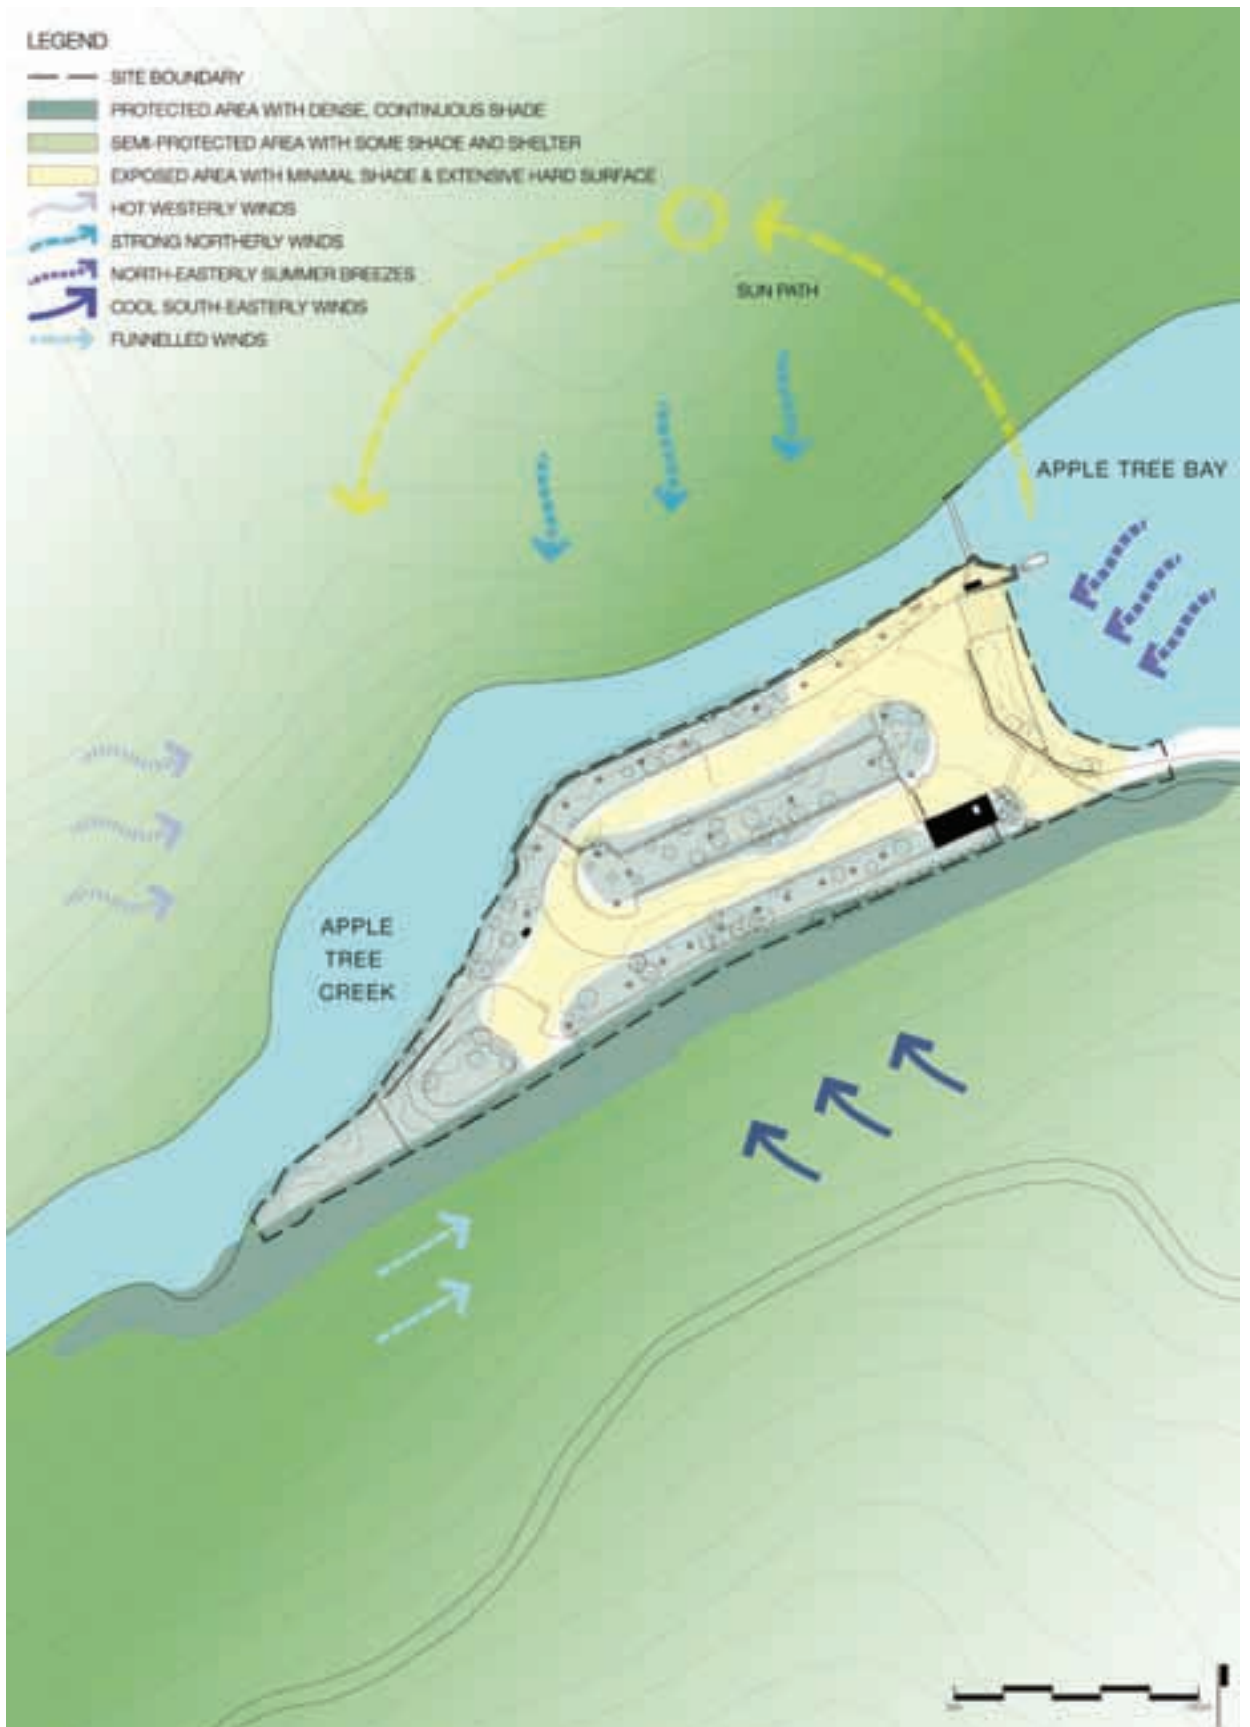 LEGEND
SITE BOUNDARY
PROTECTED AREA WITH DENSE, CONTINUOUS SHADE
SEMI-PROTECTED AREA WITH SOME SHADE AND SHELTER
EXPOSED AREA WITH MINIMAL SHADE & EXTENSIVE HARD SURFACE
HOT WESTERLY WINDS
STRONG NORTHERLY WINDS
NORTH-EASTERLY SUMMER BREEZES
COOL SOUTH-EASTERLY WINDS
FUNNELLED WINDS
SUN PATH
APPLE TREE BAY
APPLE
TREE
CREEK